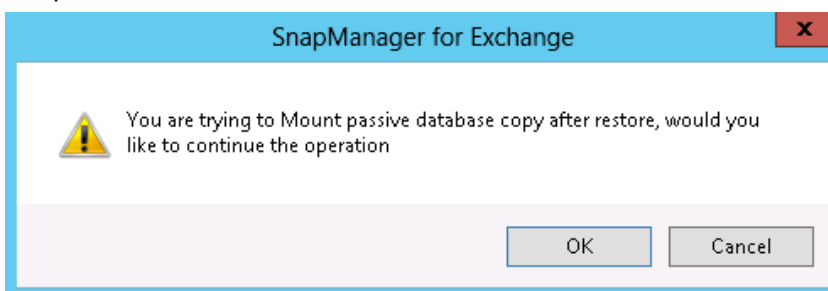 SnapManager for Exchange
x
You are trying to Mount passive database copy after restore, would you
like to continue the operation
OK
Cancel